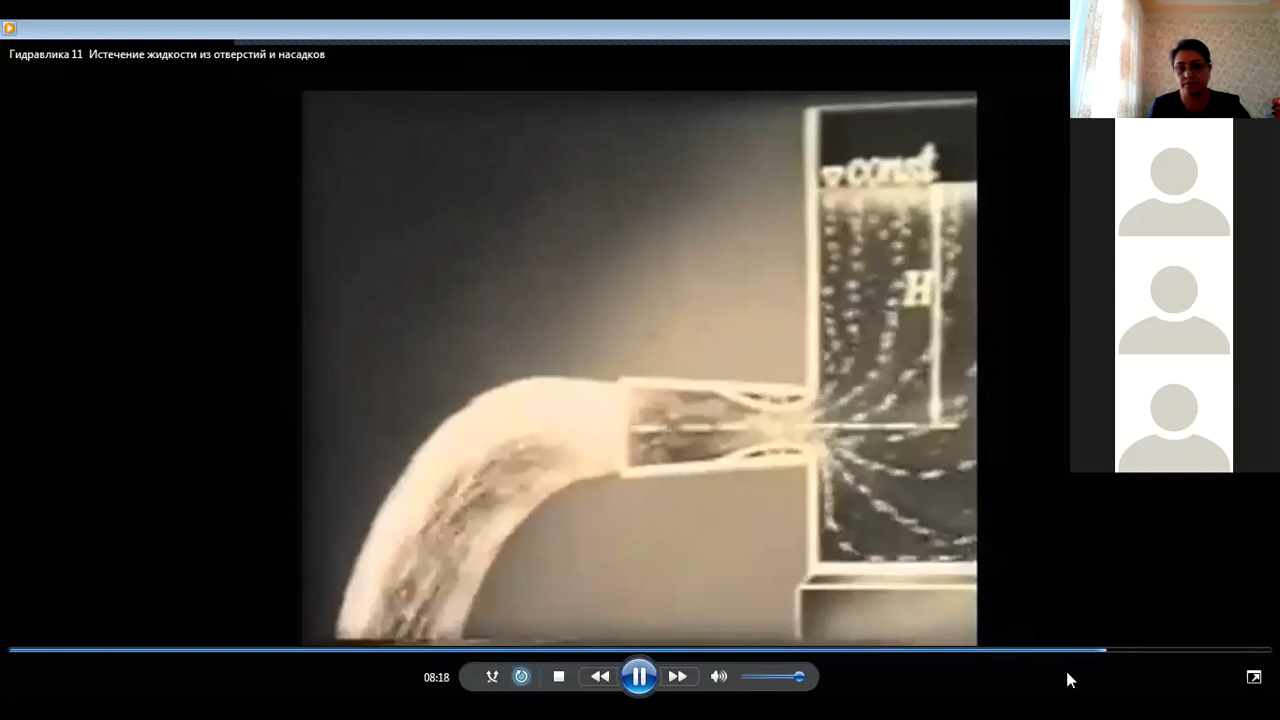 Гидравлика 11 Истечение жидкости из отверстий и насадков
▽const
H
08:18